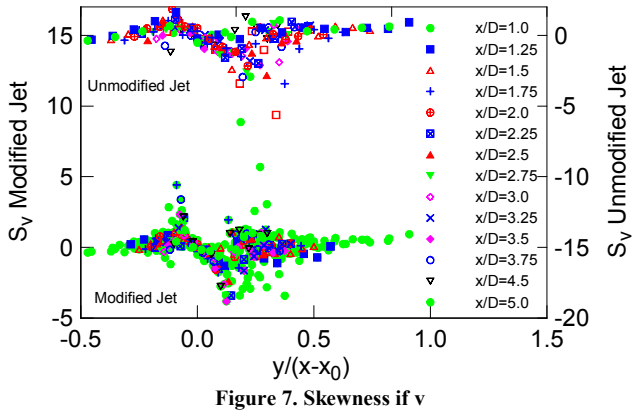 15
10
5
0
-5
0
-5
-10
-15
-20
-0.5
0.0
0.5
1.0
1.5
S_v Modified Jet
S_v Unmodified Jet
Unmodified Jet
Modified Jet
x/D=1.0
x/D=1.25
x/D=1.5
x/D=1.75
x/D=2.0
x/D=2.25
x/D=2.5
x/D=2.75
x/D=3.0
x/D=3.25
x/D=3.5
x/D=3.75
x/D=4.5
x/D=5.0
y/(x-x₀)
Figure 7. Skewness if v